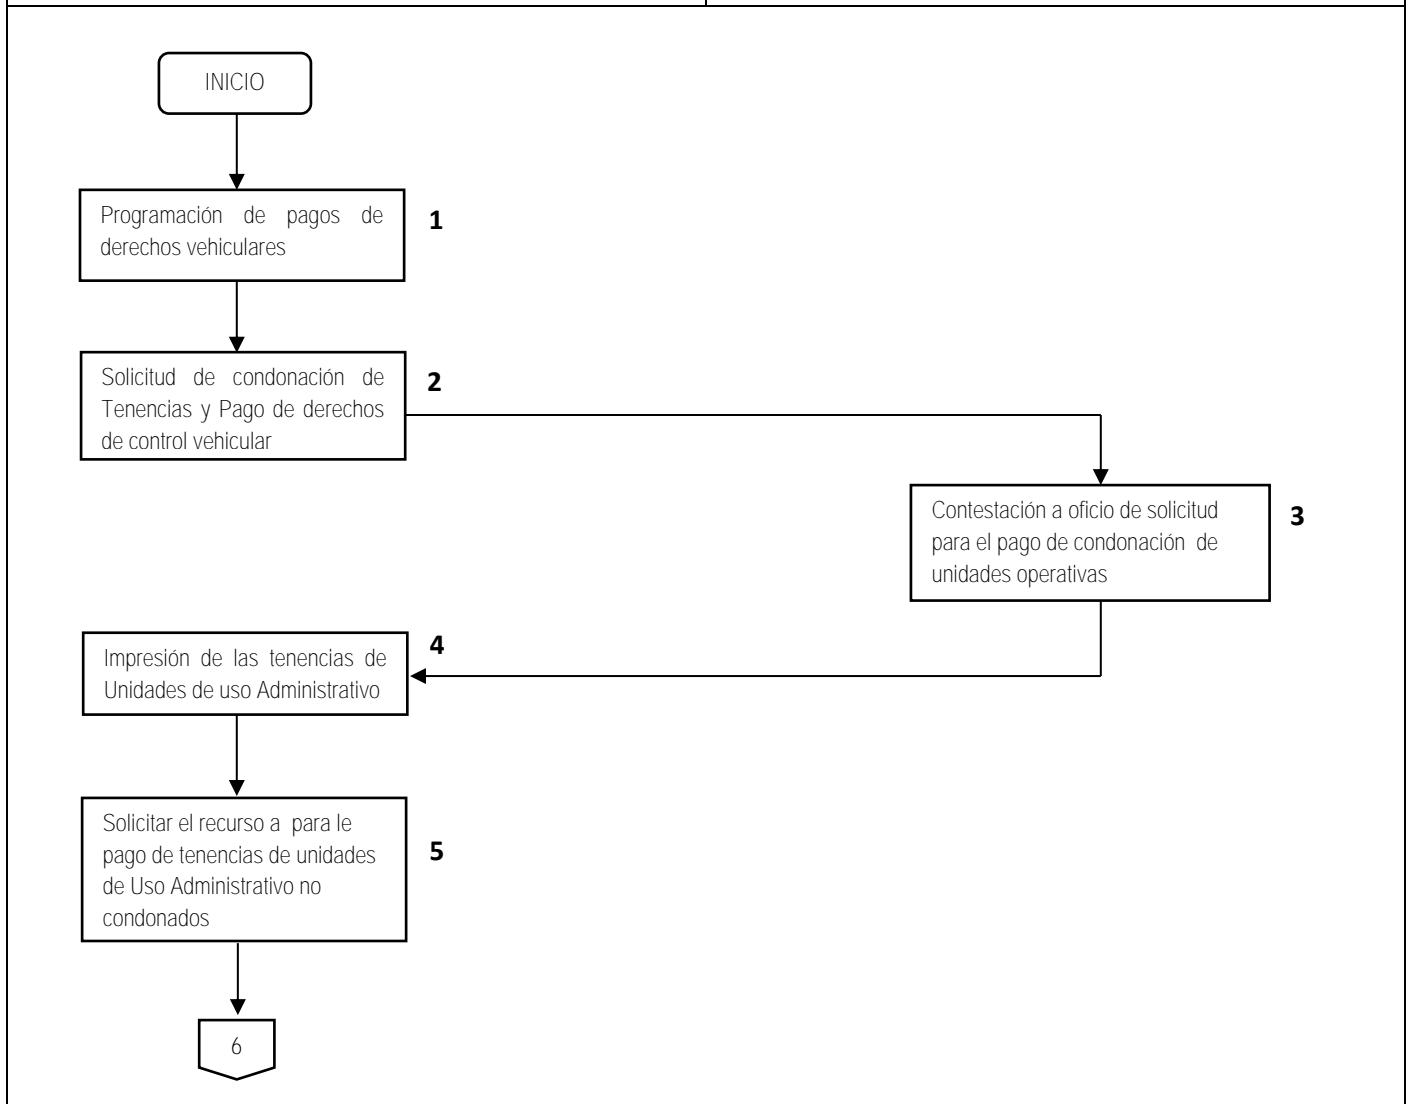 INICIO
Programación de pagos de
derechos vehiculares
1
Solicitud de condonación de
Tenencias y Pago de derechos
de control vehicular
2
Contestación a oficio de solicitud
para el pago de condonación de
unidades operativas
3
Impresión de las tenencias de
Unidades de uso Administrativo
4
Solicitar el recurso a para le
pago de tenencias de unidades
de Uso Administrativo no
condonados
5
6